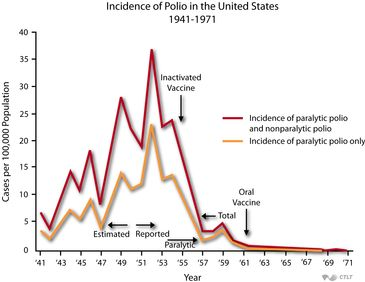 Incidence of Polio in the United States
1941-1971
Cases per 100,000 Population
40
35
30
25
20
15
10
5
0
Inactivated
Vaccine
Incidence of paralytic polio
and nonparalytic polio
Incidence of paralytic polio only
Oral
Vaccine
Total
Estimated
Reported
Paralytic
'41
'43
'45
'47
'49
'51
'53
'55
'57
'59
'61
'63
'65
'67
'69
'71
Year
CTLT